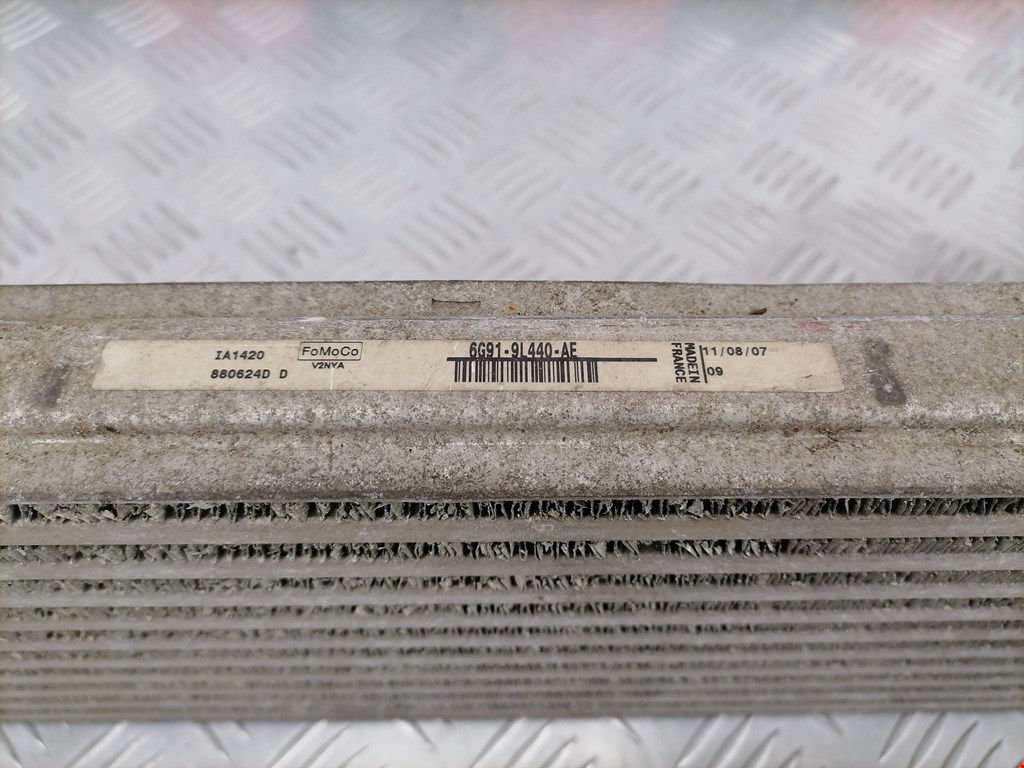 IA1420
880624D D
FoMoCo
V2NYA
6G91-9L440-AE
MADE IN
FRANCE
11/08/07
09